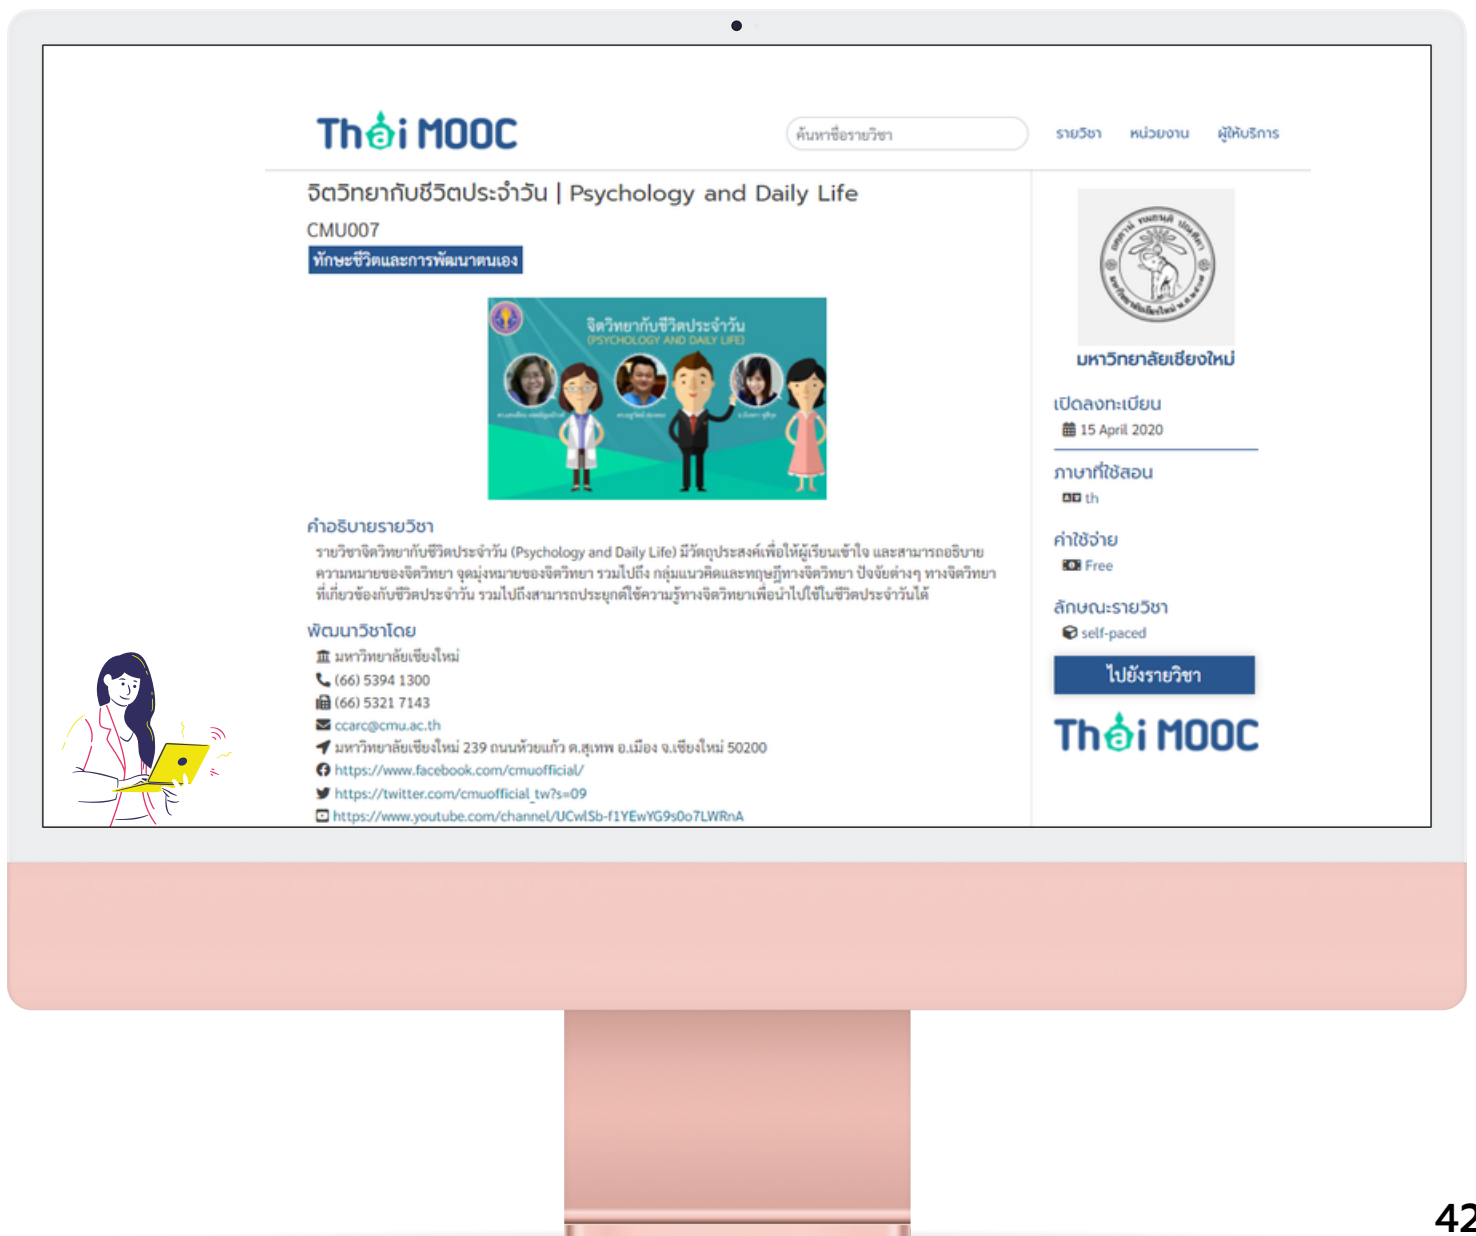 Thai MOOC
ค้นหาชื่อรายวิชา
รายวิชา หน่วยงาน ผู้ให้บริการ
จิตวิทยากับชีวิตประจำวัน | Psychology and Daily Life
CMU007
ทักษะชีวิตและการพัฒนาตนเอง
จิตวิทยากับชีวิตประจำวัน
(PSYCHOLOGY AND DAILY LIFE)
คำอธิบายรายวิชา
รายวิชาจิตวิทยากับชีวิตประจำวัน (Psychology and Daily Life) มีวัตถุประสงค์เพื่อให้ผู้เรียนเข้าใจ และสามารถอธิบาย
ความหมายของจิตวิทยา จุดมุ่งหมายของจิตวิทยา รวมไปถึง กลุ่มแนวคิดและทฤษฎีทางจิตวิทยา ปัจจัยต่างๆ ทางจิตวิทยา
ที่เกี่ยวข้องกับชีวิตประจำวัน รวมไปถึงสามารถประยุกต์ใช้ความรู้ทางจิตวิทยาเพื่อนำไปใช้ในชีวิตประจำวันได้
พัฒนาวิชาโดย
มหาวิทยาลัยเชียงใหม่
(66) 5394 1300
(66) 5321 7143
ccarc@cmu.ac.th
มหาวิทยาลัยเชียงใหม่ 239 ถนนห้วยแก้ว ต.สุเทพ อ.เมือง จ.เชียงใหม่ 50200
https://www.facebook.com/cmuofficial/
https://twitter.com/cmuofficial_tw?s=09
https://www.youtube.com/channel/UCwlSb-f1YEwYG9s0o7LWRnA
มหาวิทยาลัยเชียงใหม่
เปิดลงทะเบียน
15 April 2020
ภาษาที่ใช้สอน
th
ค่าใช้จ่าย
Free
ลักษณะรายวิชา
self-paced
ไปยังรายวิชา
Thai MOOC
42